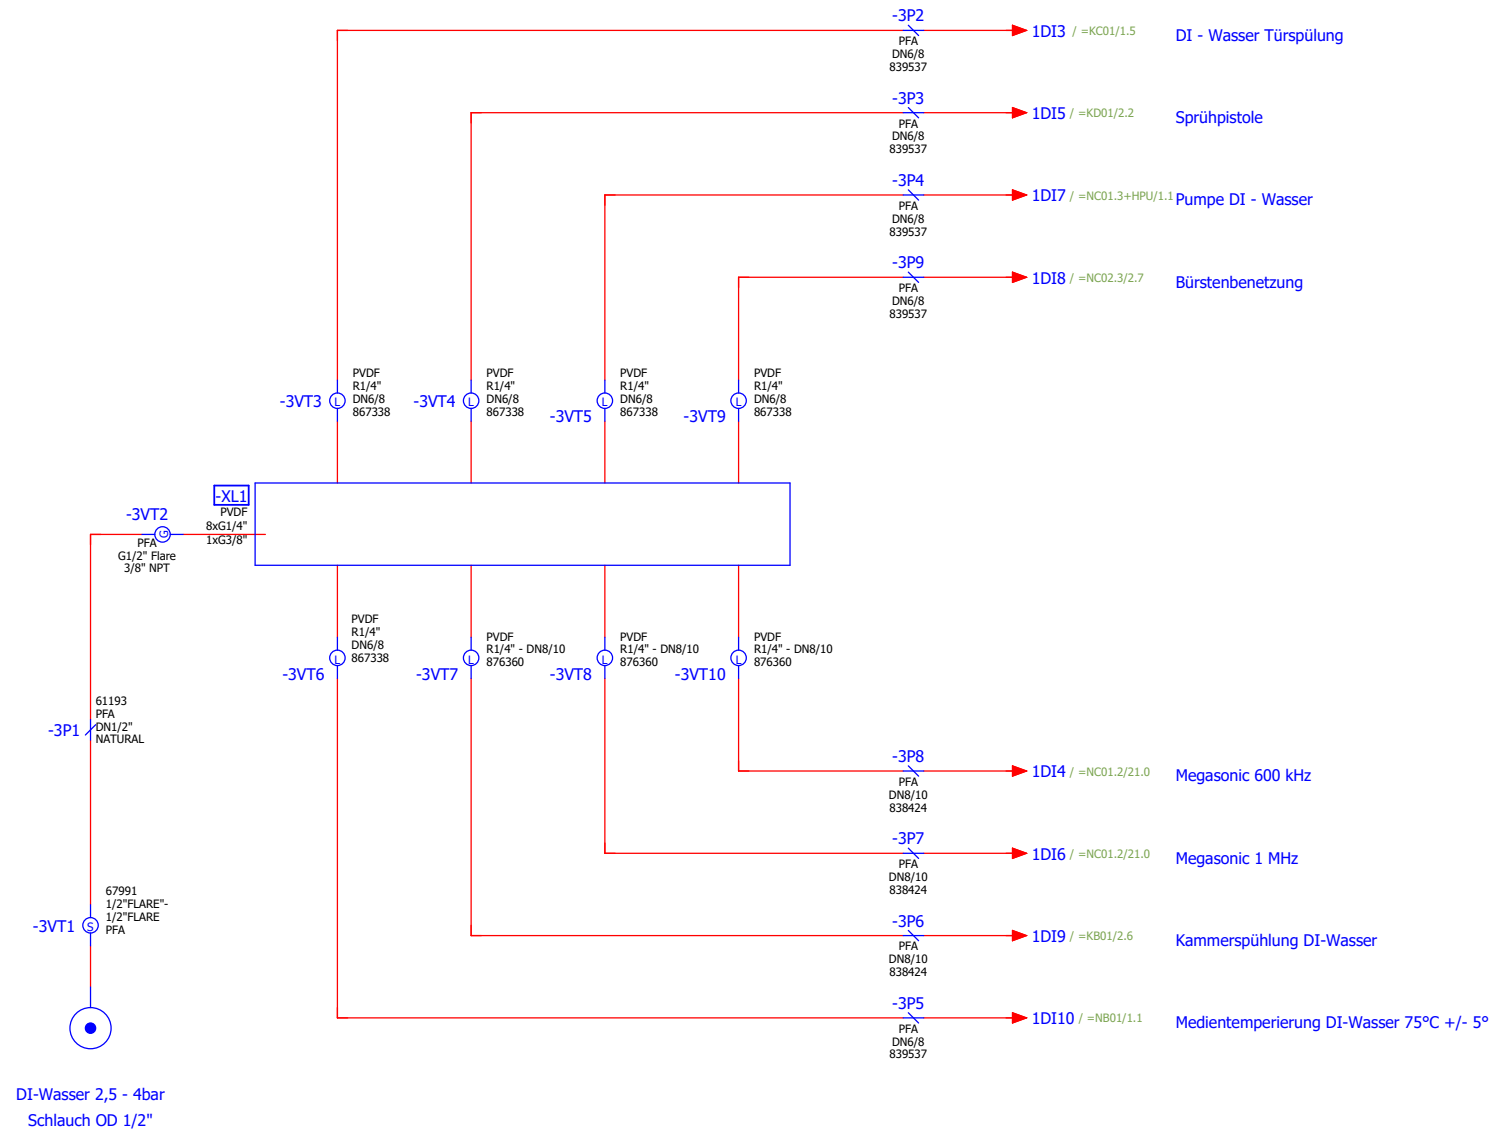 -3P2
PFA
DN6/8
839537
1DI3 / =KC01/1.5
DI - Wasser Türspülung
-3P3
PFA
DN6/8
839537
1DI5 / =KD01/2.2
Sprühpistole
-3P4
PFA
DN6/8
839537
1DI7 / =NC01.3+HPU/1.1
Pumpe DI - Wasser
-3P9
PFA
DN6/8
839537
1DI8 / =NC02.3/2.7
Bürstenbenetzung
-3VT3
L
PVDF
R1/4"
DN6/8
867338
-3VT4
L
PVDF
R1/4"
DN6/8
867338
-3VT5
L
PVDF
R1/4"
DN6/8
867338
-3VT9
L
PVDF
R1/4"
DN6/8
867338
-XL1
PVDF
8xG1/4"
1xG3/8"
-3VT2
G
PFA
G1/2" Flare
3/8" NPT
-3VT6
L
PVDF
R1/4"
DN6/8
867338
-3VT7
L
PVDF
R1/4" - DN8/10
876360
-3VT8
L
PVDF
R1/4" - DN8/10
876360
-3VT10
L
PVDF
R1/4" - DN8/10
876360
-3P1
61193
PFA
DN1/2"
NATURAL
-3P8
PFA
DN8/10
838424
1DI4 / =NC01.2/21.0
Megasonic 600 kHz
-3P7
PFA
DN8/10
838424
1DI6 / =NC01.2/21.0
Megasonic 1 MHz
-3VT1
S
67991
1/2"FLARE"-
1/2"FLARE
PFA
-3P6
PFA
DN8/10
838424
1DI9 / =KB01/2.6
Kammerspühlung DI-Wasser
-3P5
PFA
DN6/8
839537
1DI10 / =NB01/1.1
Medientemperierung DI-Wasser 75°C +/- 5°
DI-Wasser 2,5 - 4bar
Schlauch OD 1/2"